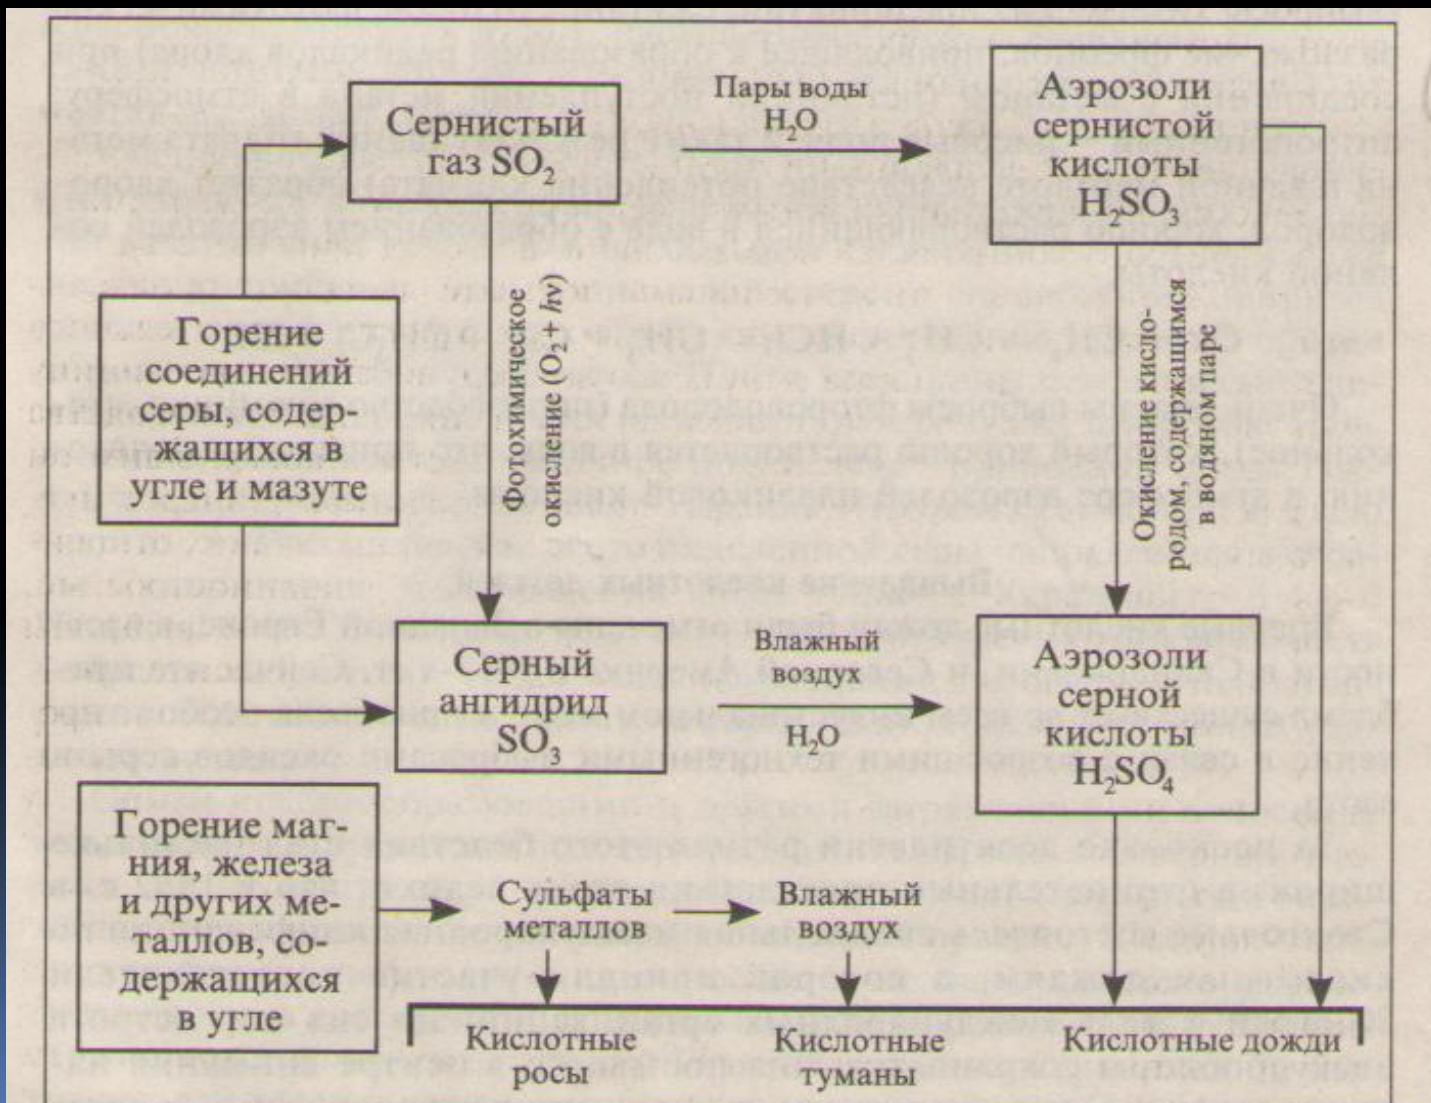 Сернистый
газ SO₂
Пары воды
H₂O
Аэрозоли
сернистой
кислоты
H₂SO₃
Горение
соединений
серы, содер-
жащихся в
угле и мазуте
Фотохимическое
окисление (O₂ + hν)
Окисление кисло-
родом, содержащимся
в водяном паре
Серный
ангидрид
SO₃
Влажный
воздух
H₂O
Аэрозоли
серной
кислоты
H₂SO₄
Горение маг-
ния, железа
и других ме-
таллов, со-
держащихся
в угле
Сульфаты
металлов
Влажный
воздух
Кислотные
росы
Кислотные
туманы
Кислотные дожди